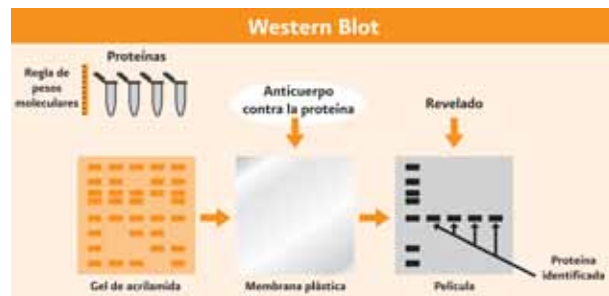 Western Blot
Proteínas
Regla de
pesos
moleculares
Anticuerpo
contra la proteína
Revelado
Gel de acrilamida
Membrana plástica
Película
Proteína
identificada